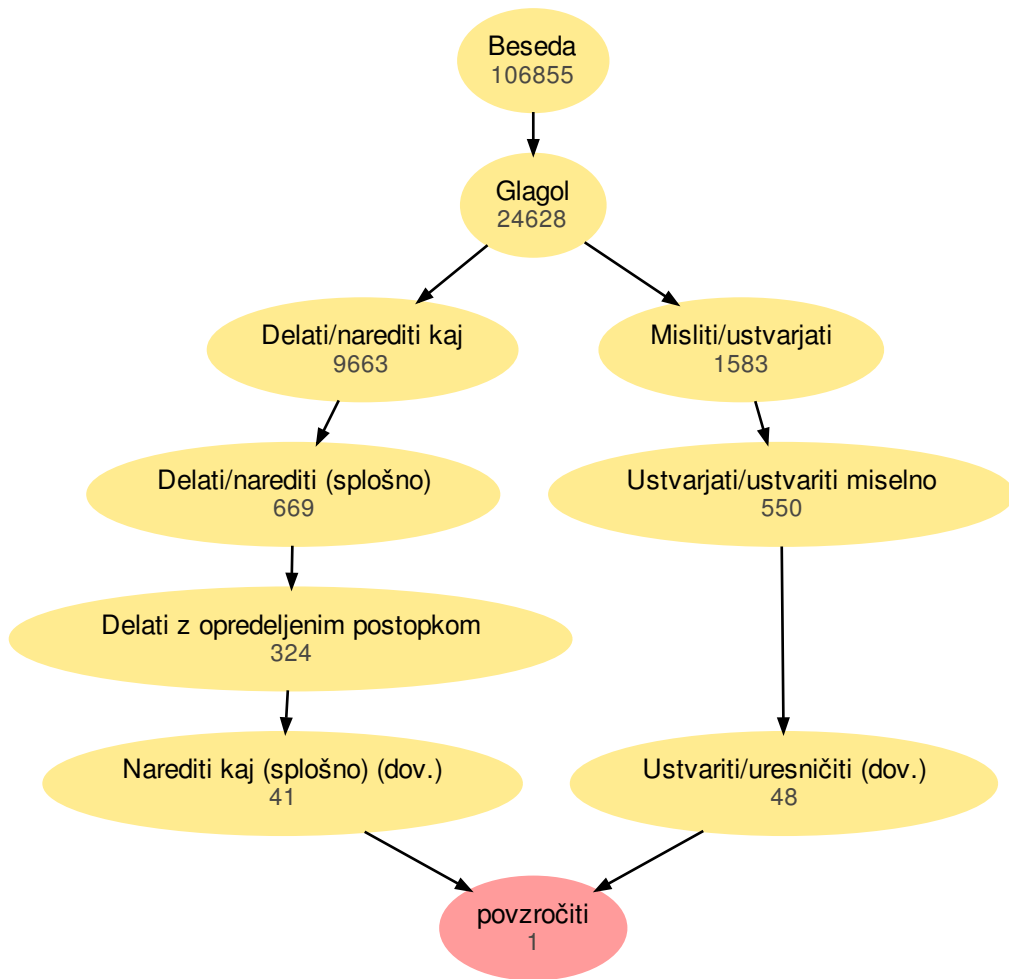 Beseda
106855
Glagol
24628
Delati/narediti kaj
9663
Misliti/ustvarjati
1583
Delati/narediti (splošno)
669
Ustvarjati/ustvariti miselno
550
Delati z opredeljenim postopkom
324
Narediti kaj (splošno) (dov.)
41
Ustvariti/uresničiti (dov.)
48
povzročiti
1